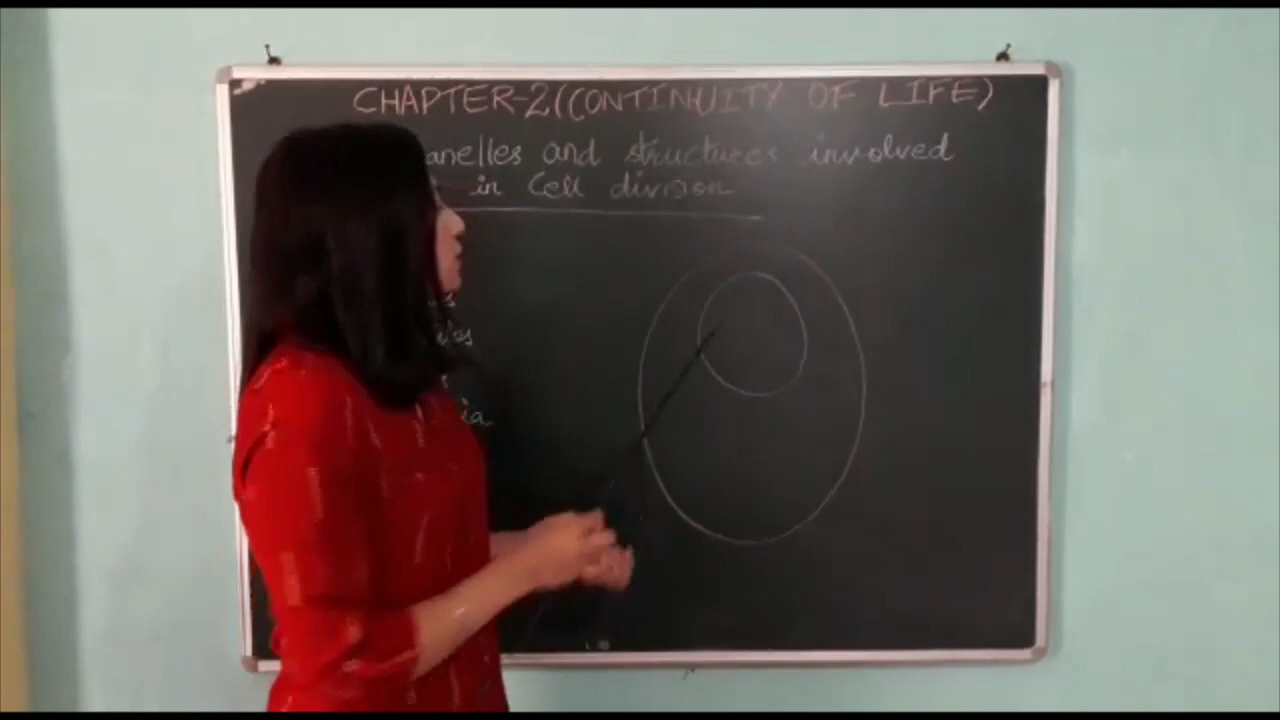 CHAPTER-2 (CONTINUITY OF LIFE)
anelles and structures involved
in Cell division